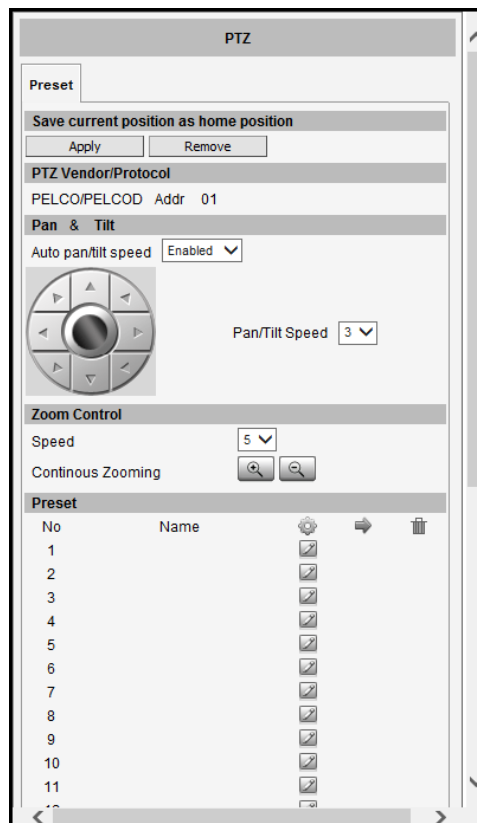 PTZ
Preset
Save current position as home position
Apply Remove
PTZ Vendor/Protocol
PELCO/PELCOD Addr 01
Pan & Tilt
Auto pan/tilt speed Enabled
Pan/Tilt Speed 3
Zoom Control
Speed 5
Continous Zooming
Preset
No Name
1
2
3
4
5
6
7
8
9
10
11